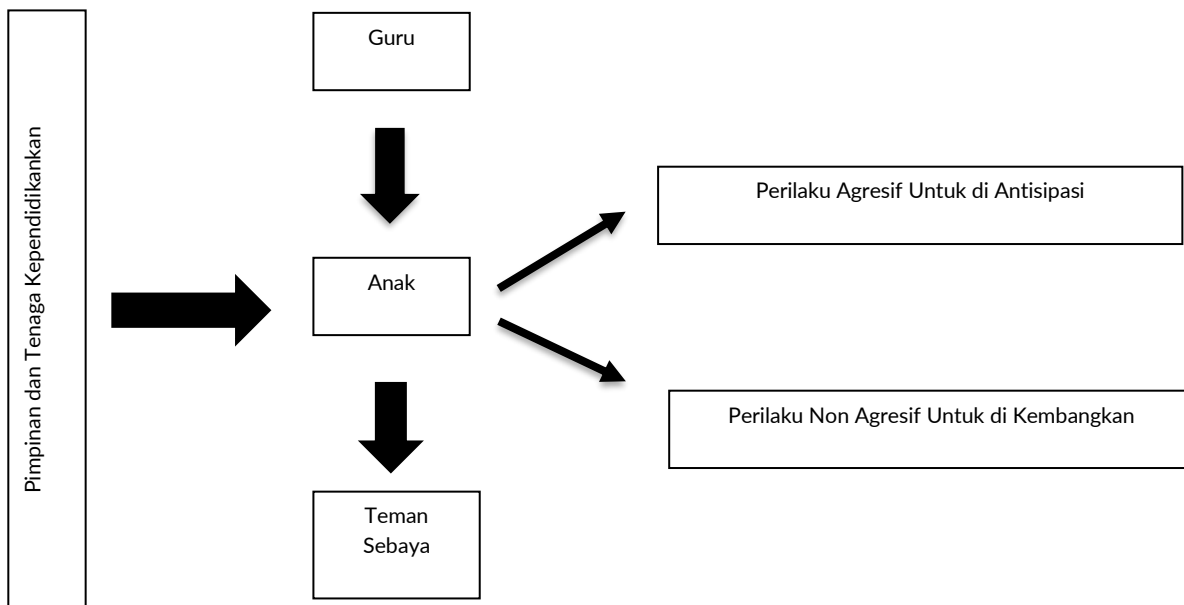 Pimpinan dan Tenaga Kependidikankan
Guru
Anak
Teman
Sebaya
Perilaku Agresif Untuk di Antisipasi
Perilaku Non Agresif Untuk di Kembangkan